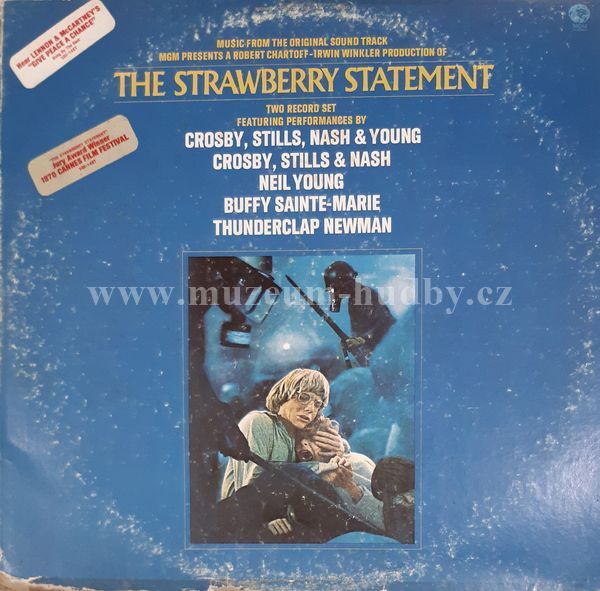 Hear LENNON & McCARTNEY'S
"GIVE PEACE A CHANCE"
"THE STRAWBERRY STATEMENT"
Jury Award Winner
1970 CANNES FILM FESTIVAL
MUSIC FROM THE ORIGINAL SOUND TRACK
MGM PRESENTS A ROBERT CHARTOFF-IRWIN WINKLER PRODUCTION OF
THE STRAWBERRY STATEMENT
TWO RECORD SET
FEATURING PERFORMANCES BY
CROSBY, STILLS, NASH & YOUNG
CROSBY, STILLS & NASH
NEIL YOUNG
BUFFY SAINTE-MARIE
THUNDERCLAP NEWMAN
www.muzeum-hudby.cz